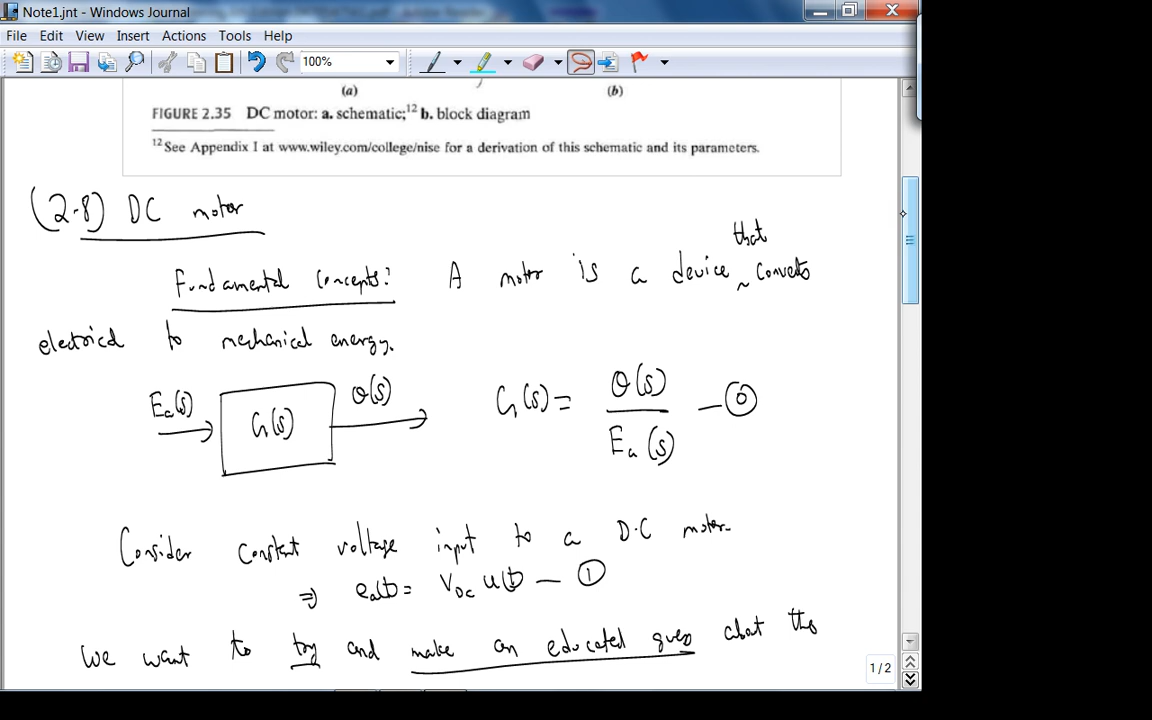 Note1.jnt - Windows Journal
File Edit View Insert Actions Tools Help
100%
(a) (b)
FIGURE 2.35 DC motor: a. schematic;¹² b. block diagram
¹²See Appendix I at www.wiley.com/college/nise for a derivation of this schematic and its parameters.
(2.8) DC motor
that
Fundamental Concepts: A motor is a device ~ converts
electrical to mechanical energy.
Ea(s) G(s) θ(s) G(s) = θ(s) / Ea(s) — ⓪
Consider constant voltage input to a D.C motor.
⇒ ea(t) = VDC u(t) — ①
We want to try and make an educated guess about the
1/2